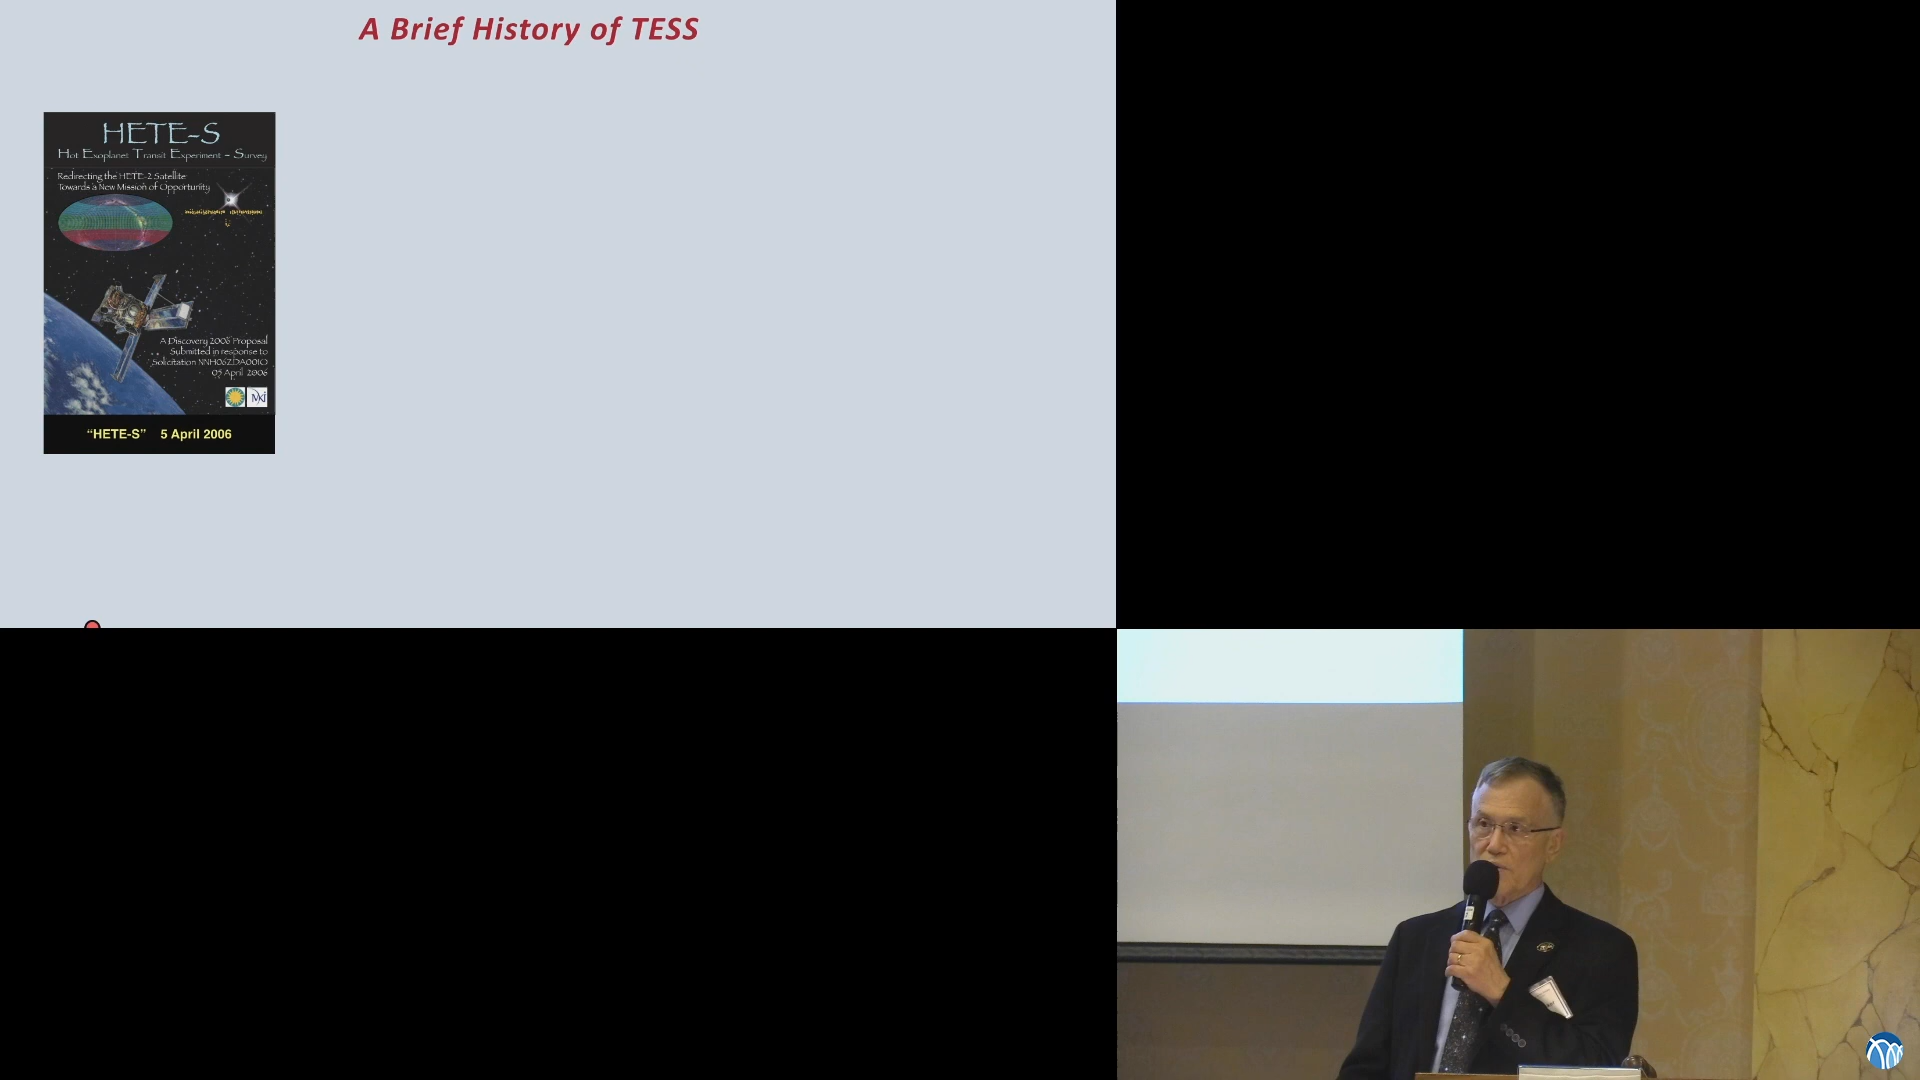 A Brief History of TESS
HETE-S
Hot Exoplanet Transit Experiment - Survey
Redirecting the HETE-2 Satellite
Towards a New Mission of Opportunity
A Discovery 2006 Proposal
Submitted in response to
Solicitation NNH06ZDA001O
05 April 2006
MKI
“HETE-S” 5 April 2006